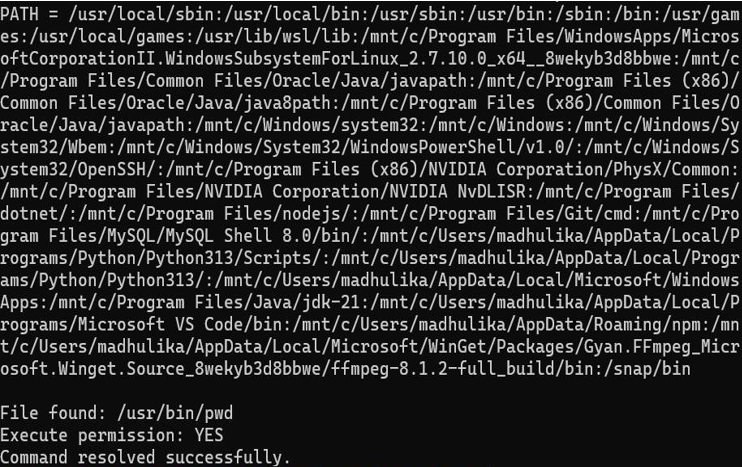 PATH = /usr/local/sbin:/usr/local/bin:/usr/sbin:/usr/bin:/sbin:/bin:/usr/gam
es:/usr/local/games:/usr/lib/wsl/lib:/mnt/c/Program Files/WindowsApps/Micros
oftCorporationII.WindowsSubsystemForLinux_2.7.10.0_x64__8wekyb3d8bbwe:/mnt/c
/Program Files/Common Files/Oracle/Java/javapath:/mnt/c/Program Files (x86)/
Common Files/Oracle/Java/java8path:/mnt/c/Program Files (x86)/Common Files/O
racle/Java/javapath:/mnt/c/Windows/system32:/mnt/c/Windows:/mnt/c/Windows/Sy
stem32/Wbem:/mnt/c/Windows/System32/WindowsPowerShell/v1.0/:/mnt/c/Windows/S
ystem32/OpenSSH/:/mnt/c/Program Files (x86)/NVIDIA Corporation/PhysX/Common:
/mnt/c/Program Files/NVIDIA Corporation/NVIDIA NvDLISR:/mnt/c/Program Files/
dotnet/:/mnt/c/Program Files/nodejs/:/mnt/c/Program Files/Git/cmd:/mnt/c/Pro
gram Files/MySQL/MySQL Shell 8.0/bin/:/mnt/c/Users/madhulika/AppData/Local/P
rograms/Python/Python313/Scripts/:/mnt/c/Users/madhulika/AppData/Local/Progr
ams/Python/Python313/:/mnt/c/Users/madhulika/AppData/Local/Microsoft/Windows
Apps:/mnt/c/Program Files/Java/jdk-21:/mnt/c/Users/madhulika/AppData/Local/P
rograms/Microsoft VS Code/bin:/mnt/c/Users/madhulika/AppData/Roaming/npm:/mn
t/c/Users/madhulika/AppData/Local/Microsoft/WinGet/Packages/Gyan.FFmpeg_Micr
osoft.Winget.Source_8wekyb3d8bbwe/ffmpeg-8.1.2-full_build/bin:/snap/bin
File found: /usr/bin/pwd
Execute permission: YES
Command resolved successfully.